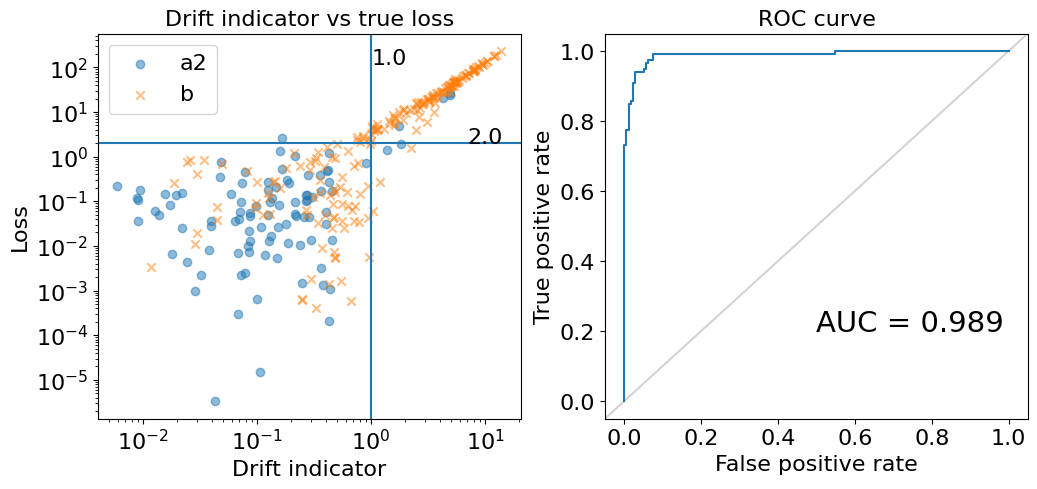 Drift indicator vs true loss
a2
b
1.0
2.0
10²
10¹
10⁰
10⁻¹
10⁻²
10⁻³
10⁻⁴
10⁻⁵
Loss
10⁻²
10⁻¹
10⁰
10¹
Drift indicator
ROC curve
1.0
0.8
0.6
0.4
0.2
0.0
True positive rate
AUC = 0.989
0.0
0.2
0.4
0.6
0.8
1.0
False positive rate